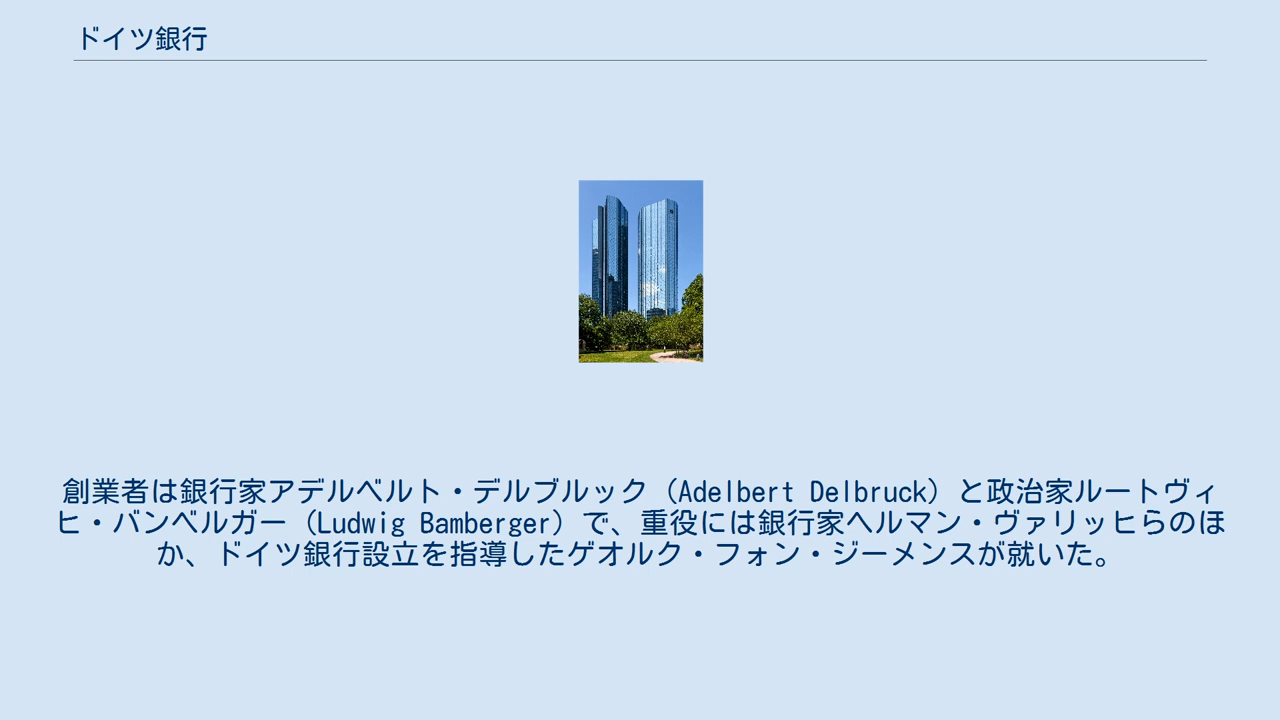 ドイツ銀行
創業者は銀行家アデルベルト・デルブルック（Adelbert Delbruck）と政治家ルートヴィ
ヒ・バンベルガー（Ludwig Bamberger）で、重役には銀行家ヘルマン・ヴァリッヒらのほ
か、ドイツ銀行設立を指導したゲオルク・フォン・ジーメンスが就いた。